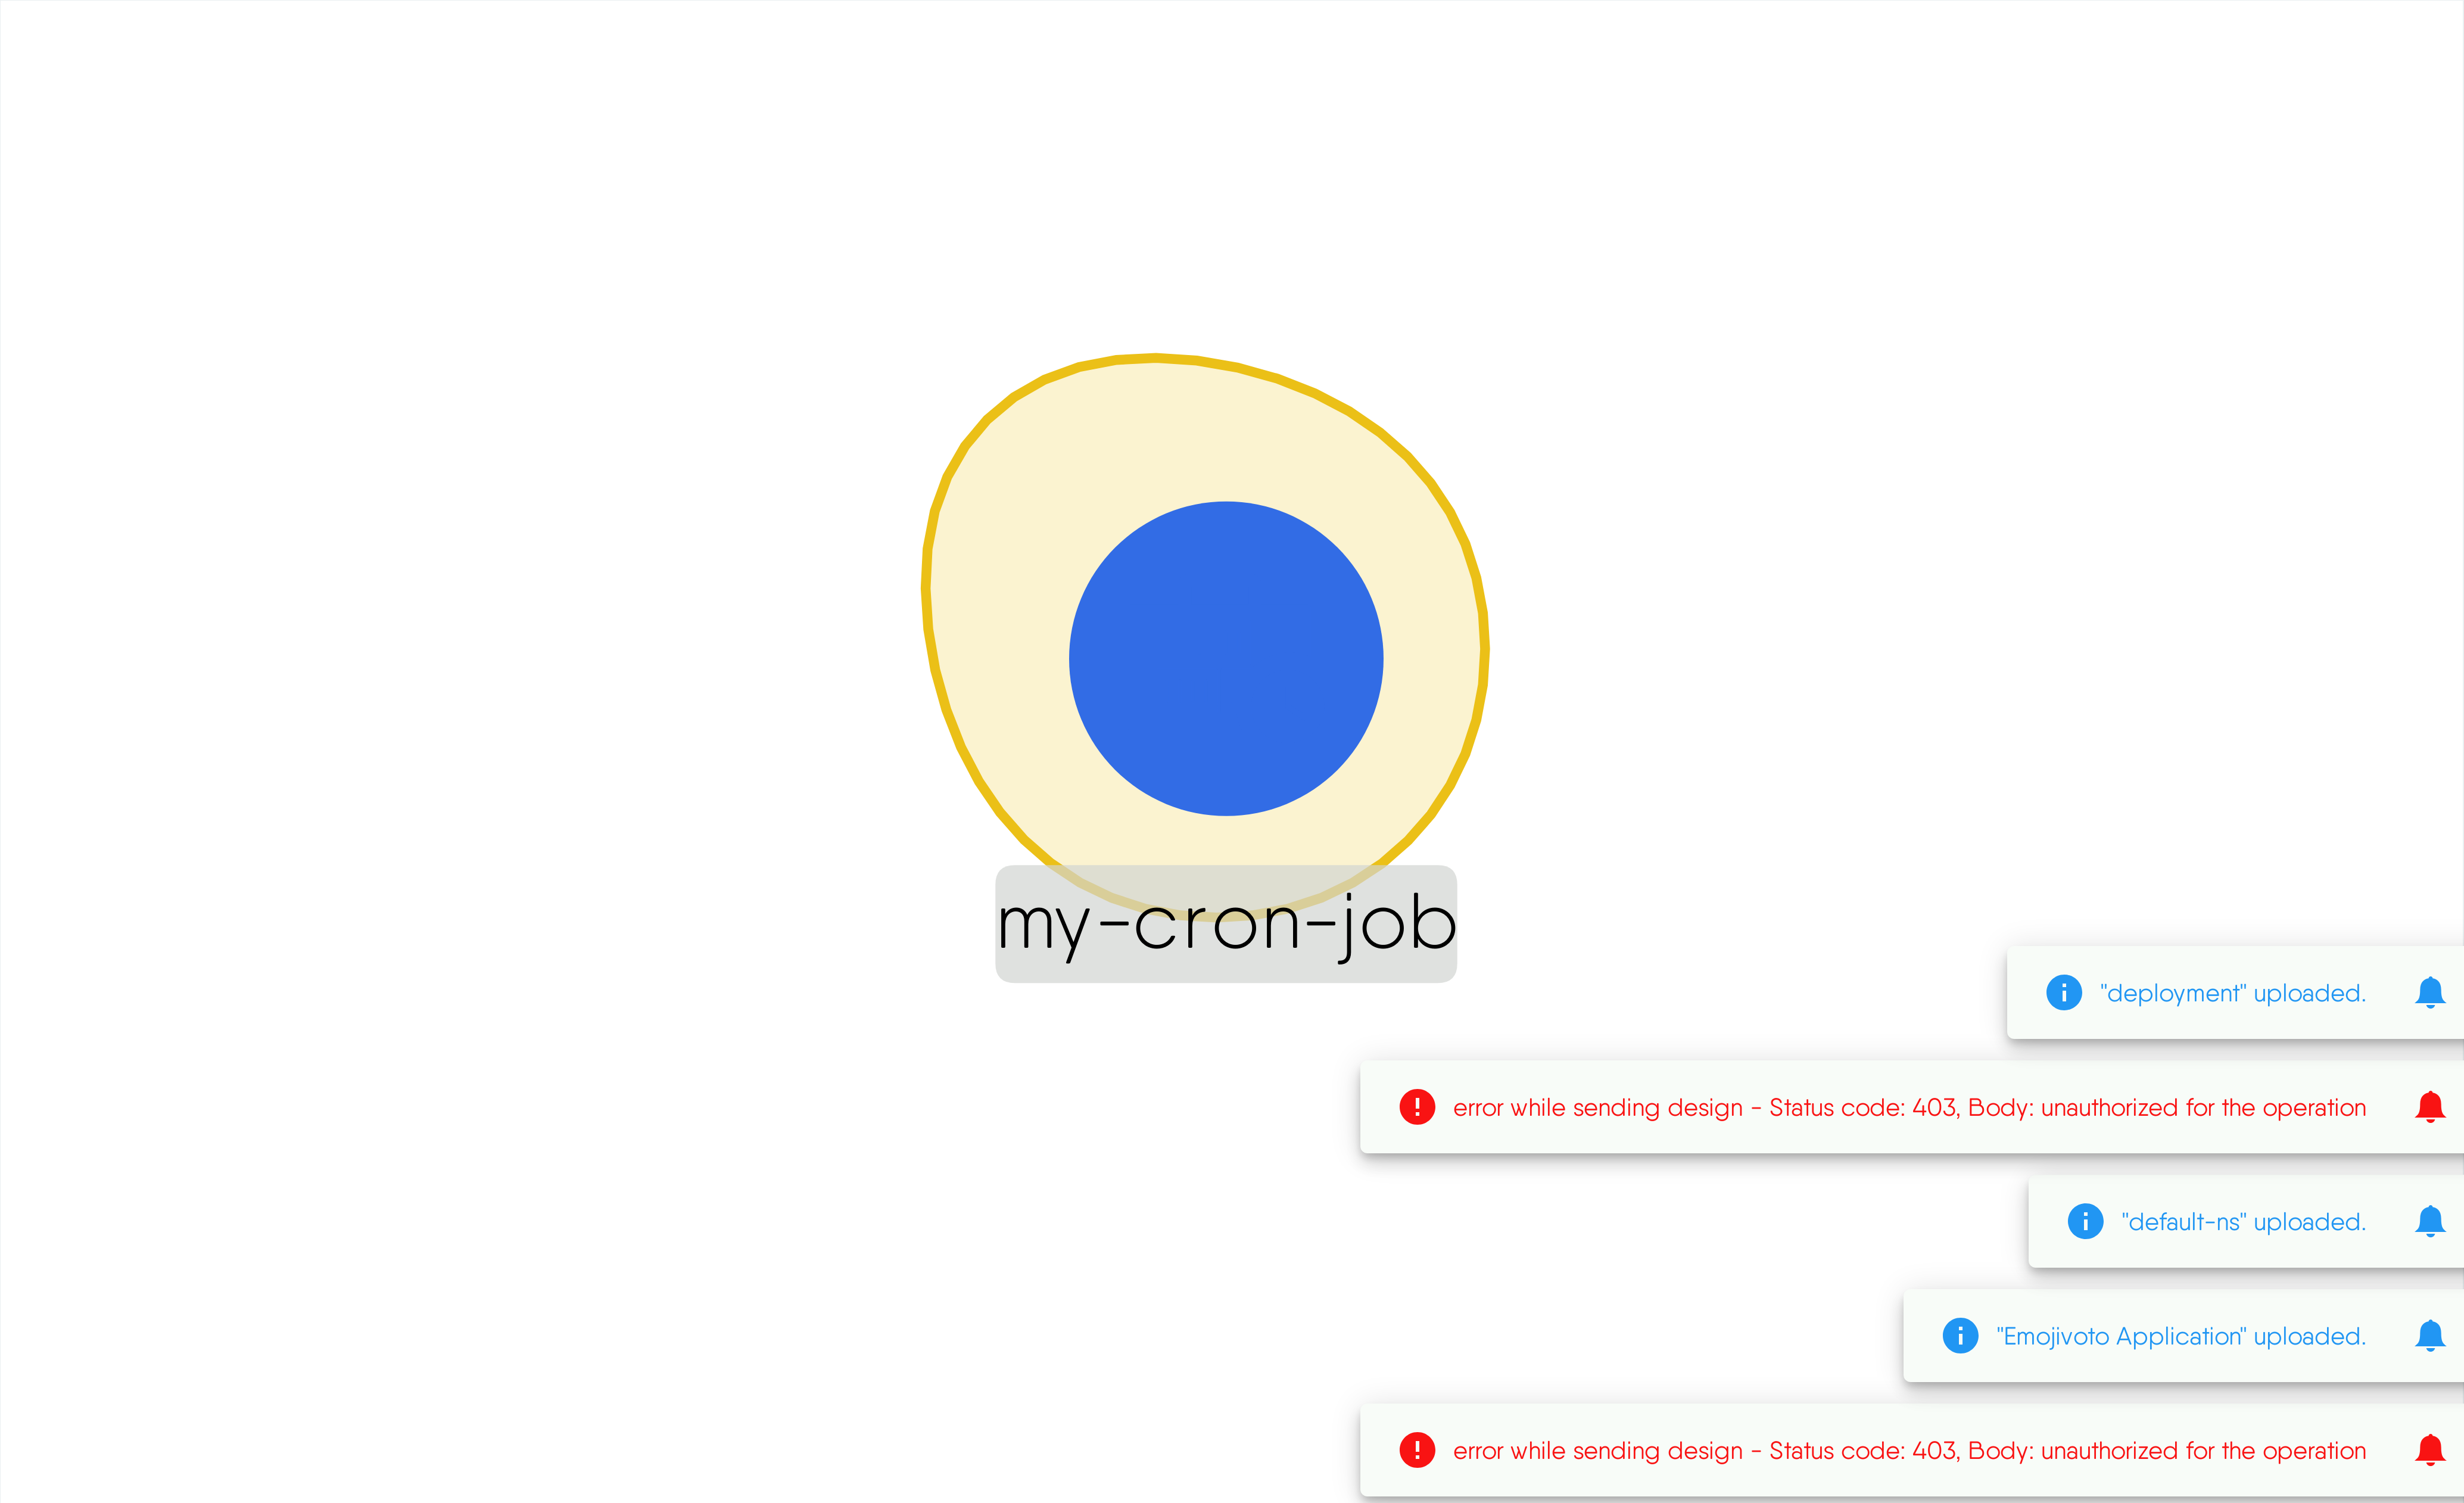 my-cron-job
"deployment" uploaded.
error while sending design - Status code: 403, Body: unauthorized for the operation
"default-ns" uploaded.
"Emojivoto Application" uploaded.
error while sending design - Status code: 403, Body: unauthorized for the operation